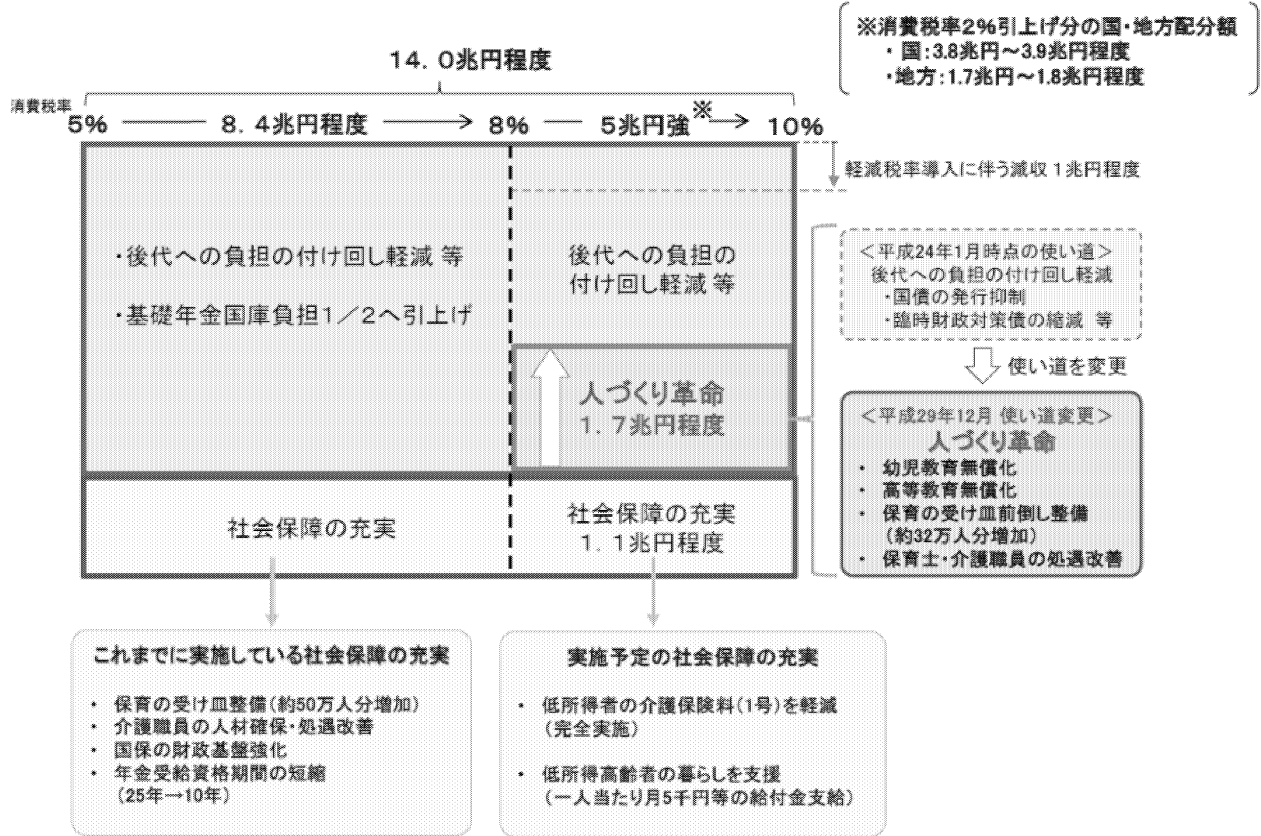 ※消費税率2%引上げ分の国・地方配分額
・国：3.8兆円～3.9兆円程度
・地方：1.7兆円～1.8兆円程度
14．0兆円程度
消費税率
5% 8．4兆円程度 8% 5兆円強※ 10%
軽減税率導入に伴う減収1兆円程度
・後代への負担の付け回し軽減 等
・基礎年金国庫負担1／2へ引上げ
後代への負担の
付け回し軽減 等
人づくり革命
1．7兆円程度
＜平成24年1月時点の使い道＞
後代への負担の付け回し軽減
・国債の発行抑制
・臨時財政対策債の縮減 等
使い道を変更
＜平成29年12月 使い道変更＞
人づくり革命
・ 幼児教育無償化
・ 高等教育無償化
・ 保育の受け皿前倒し整備
（約32万人分増加）
・ 保育士・介護職員の処遇改善
社会保障の充実
社会保障の充実
1．1兆円程度
これまでに実施している社会保障の充実
・ 保育の受け皿整備（約50万人分増加）
・ 介護職員の人材確保・処遇改善
・ 国保の財政基盤強化
・ 年金受給資格期間の短縮
（25年→10年）
実施予定の社会保障の充実
・ 低所得者の介護保険料（1号）を軽減
（完全実施）
・ 低所得高齢者の暮らしを支援
（一人当たり月5千円等の給付金支給）